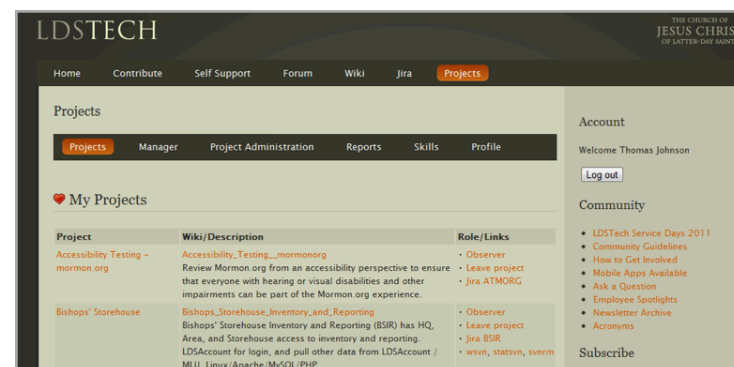 LDSTECH
THE CHURCH OF
JESUS CHRIS
OF LATTER-DAY SAINT
Home Contribute Self Support Forum Wiki Jira Projects
Projects
Projects Manager Project Administration Reports Skills Profile
My Projects
Project Wiki/Description Role/Links
Accessibility Testing –
mormon.org
Accessibility_Testing__mormonorg
Review Mormon.org from an accessibility perspective to ensure
that everyone with hearing or visual disabilities and other
impairments can be part of the Mormon.org experience.
• Observer
• Leave project
• Jira ATMORG
Bishops' Storehouse
Bishops_Storehouse_Inventory_and_Reporting
Bishops' Storehouse Inventory and Reporting (BSIR) has HQ,
Area, and Storehouse access to inventory and reporting.
LDSAccount for login, and pull other data from LDSAccount /
MLU. Linux/Apache/MySQL/PHP
• Observer
• Leave project
• Jira BSIR
• wsvn, statsvn, svnrm
Account
Welcome Thomas Johnson
Log out
Community
• LDSTech Service Days 2011
• Community Guidelines
• How to Get Involved
• Mobile Apps Available
• Ask a Question
• Employee Spotlights
• Newsletter Archive
• Acronyms
Subscribe